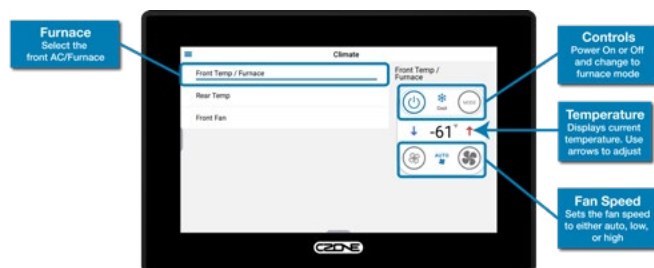 Furnace
Select the
front AC/Furnace
Climate
Front Temp / Furnace
Rear Temp
Front Fan
Front Temp /
Furnace
Cool
MODE
-61°
AUTO
CZONE
Controls
Power On or Off
and change to
furnace mode
Temperature
Displays current
temperature. Use
arrows to adjust
Fan Speed
Sets the fan speed
to either auto, low,
or high